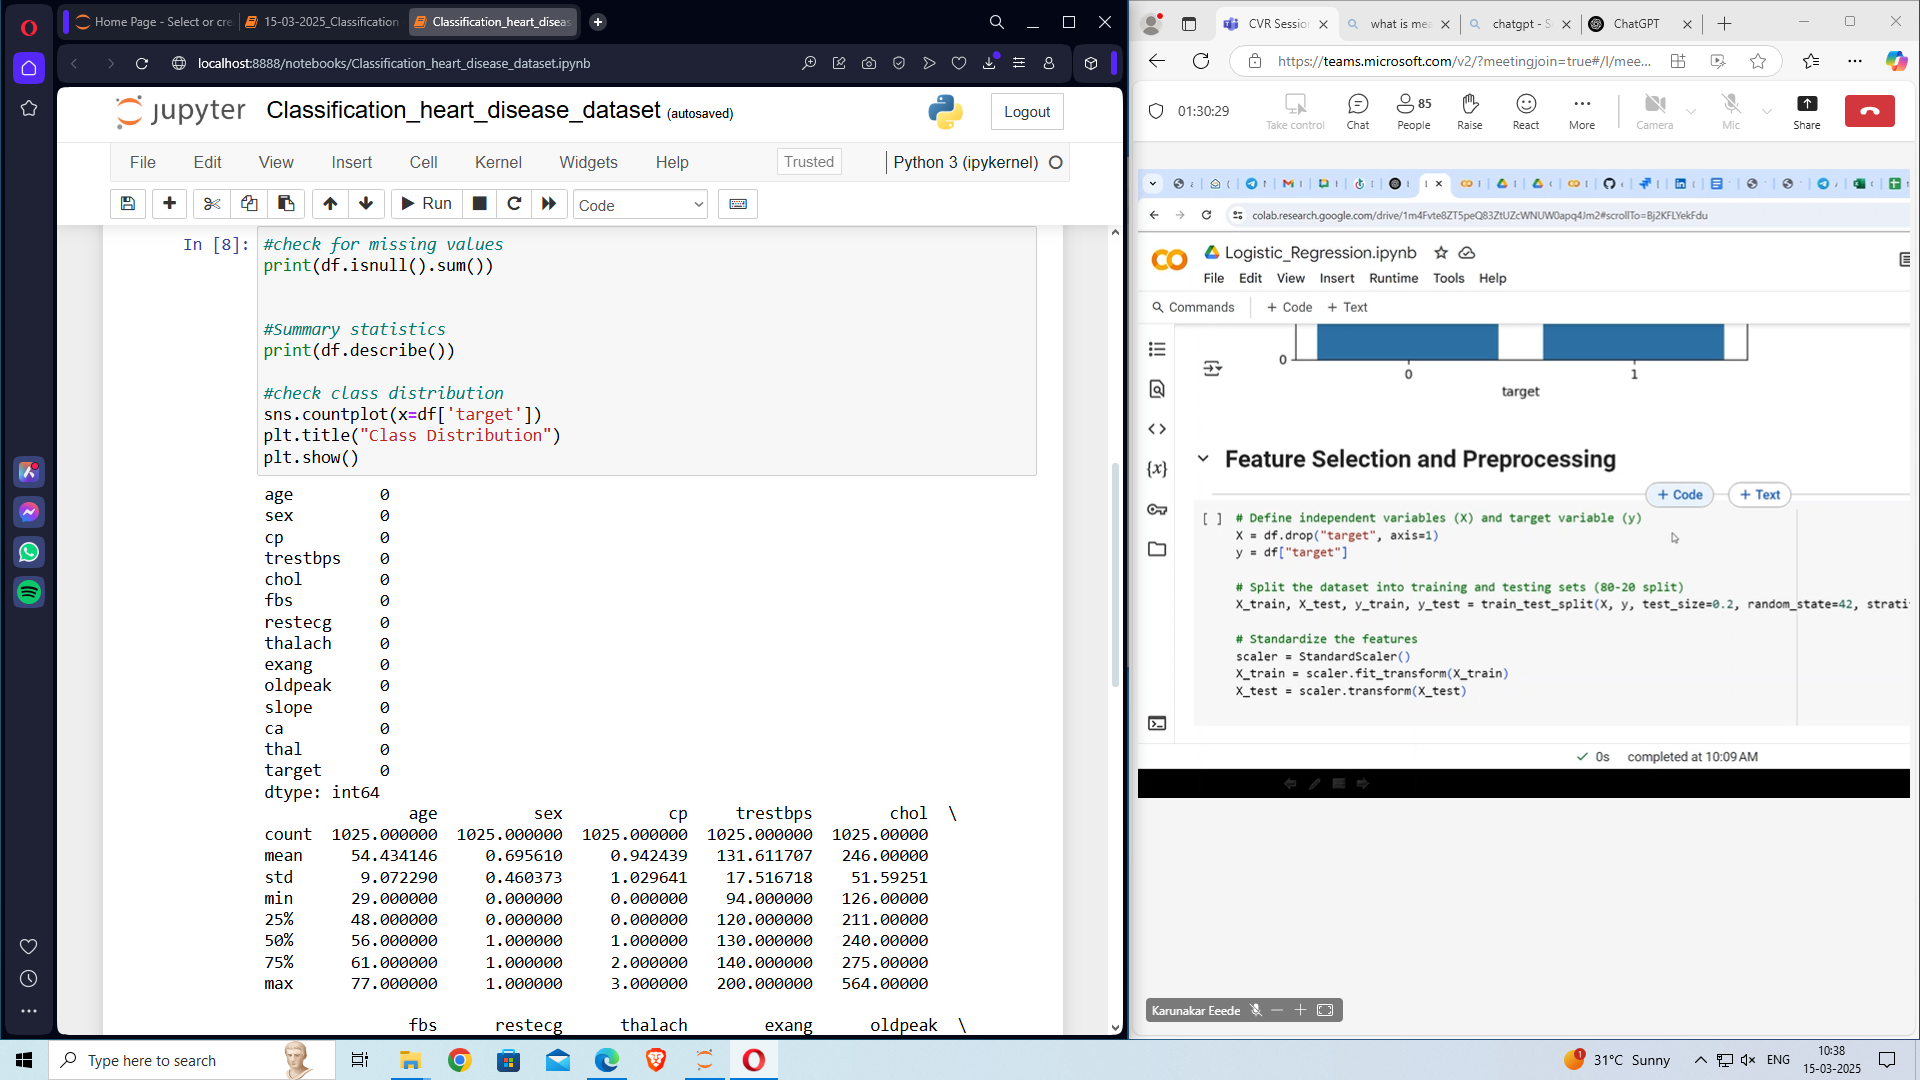 Home Page - Select or cre
15-03-2025_Classification
Classification_heart_diseas
localhost:8888/notebooks/Classification_heart_disease_dataset.ipynb
jupyter Classification_heart_disease_dataset (autosaved)
Logout
File Edit View Insert Cell Kernel Widgets Help
Trusted
Python 3 (ipykernel)
Run
Code
In [8]: #check for missing values
print(df.isnull().sum())
#Summary statistics
print(df.describe())
#check class distribution
sns.countplot(x=df['target'])
plt.title("Class Distribution")
plt.show()
age 0
sex 0
cp 0
trestbps 0
chol 0
fbs 0
restecg 0
thalach 0
exang 0
oldpeak 0
slope 0
ca 0
thal 0
target 0
dtype: int64
age sex cp trestbps chol \
count 1025.000000 1025.000000 1025.000000 1025.000000 1025.00000
mean 54.434146 0.695610 0.942439 131.611707 246.00000
std 9.072290 0.460373 1.029641 17.516718 51.59251
min 29.000000 0.000000 0.000000 94.000000 126.00000
25% 48.000000 0.000000 0.000000 120.000000 211.00000
50% 56.000000 1.000000 1.000000 130.000000 240.00000
75% 61.000000 1.000000 2.000000 140.000000 275.00000
max 77.000000 1.000000 3.000000 200.000000 564.00000
fbs restecg thalach exang oldpeak \
CVR Sessio
what is mea
chatgpt - S
ChatGPT
https://teams.microsoft.com/v2/?meetingjoin=true#/l/mee...
01:30:29
Take control
Chat
85
People
Raise
React
More
Camera
Mic
Share
colab.research.google.com/drive/1m4Fvte8ZT5peQ83ZtUZcWNUW0apq4Jm2#scrollTo=Bj2KFLYekFdu
Logistic_Regression.ipynb
File Edit View Insert Runtime Tools Help
Commands + Code + Text
0
0 1
target
Feature Selection and Preprocessing
+ Code + Text
[ ] # Define independent variables (X) and target variable (y)
X = df.drop("target", axis=1)
y = df["target"]
# Split the dataset into training and testing sets (80-20 split)
X_train, X_test, y_train, y_test = train_test_split(X, y, test_size=0.2, random_state=42, strati
# Standardize the features
scaler = StandardScaler()
X_train = scaler.fit_transform(X_train)
X_test = scaler.transform(X_test)
0s completed at 10:09 AM
Karunakar Eeede
Type here to search
1
31°C Sunny
ENG
10:38
15-03-2025